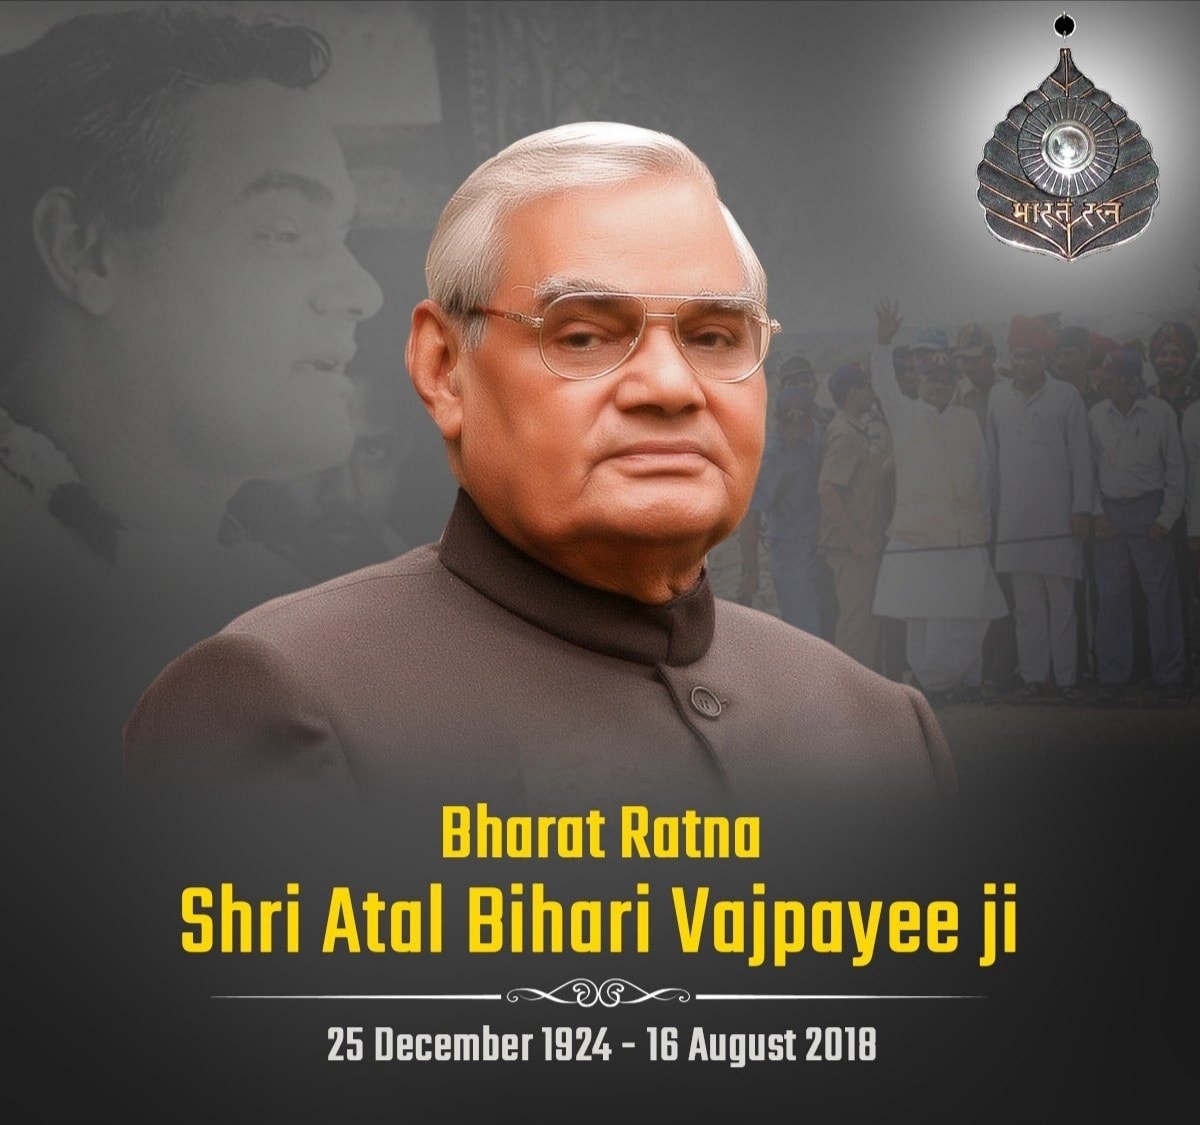 भारत रत्न
Bharat Ratna
Shri Atal Bihari Vajpayee ji
25 December 1924 - 16 August 2018